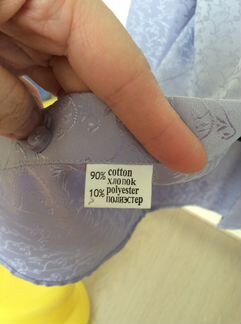 90% cotton
хлопок
10% polyester
полиэстер